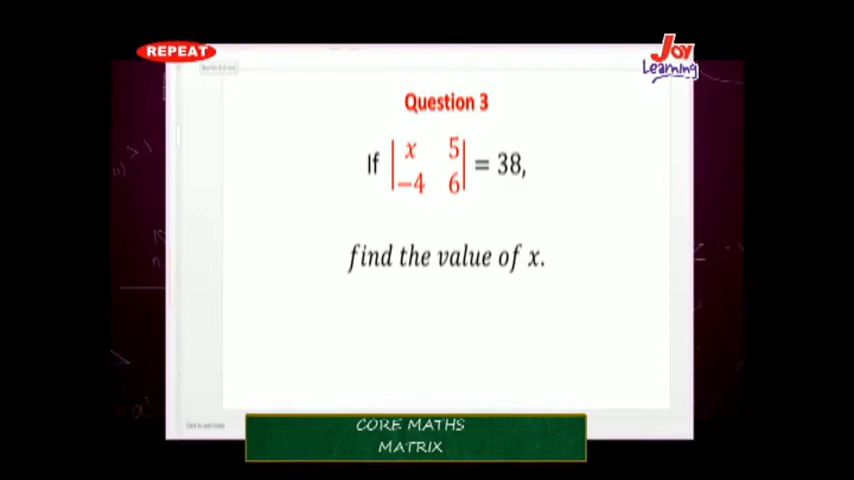 REPEAT
Joy
Learning
Question 3
If |x 5| = 38,
|−4 6|
find the value of x.
CORE MATHS
MATRIX